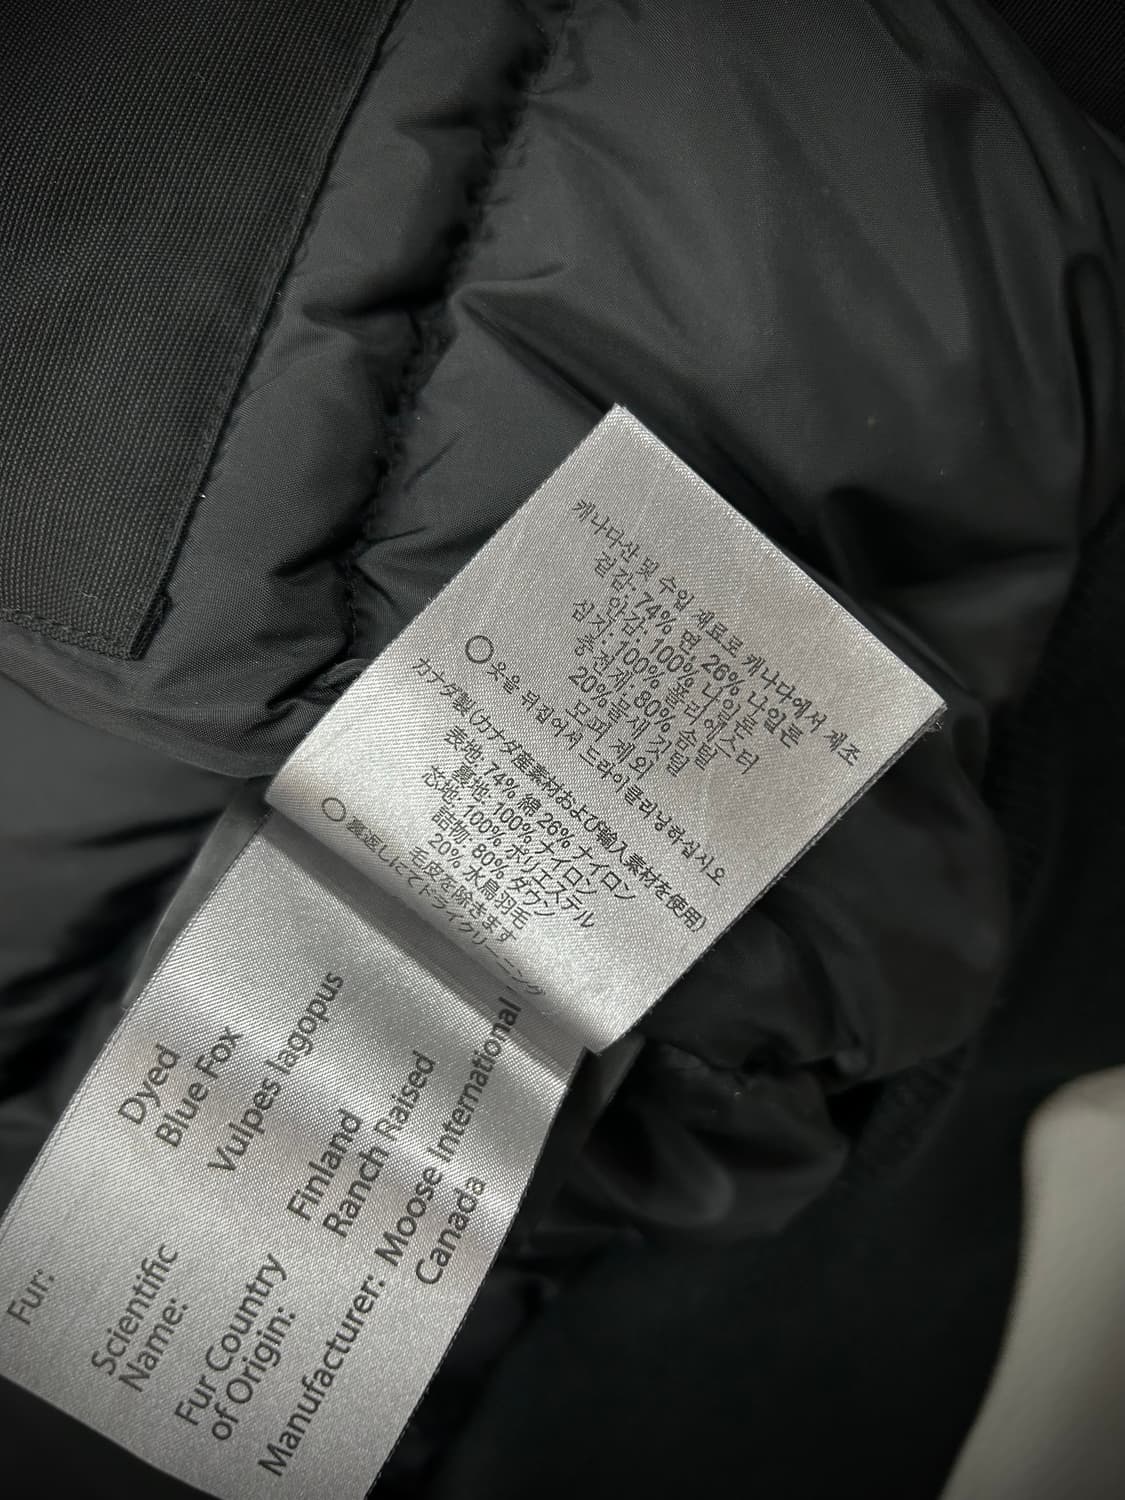 캐나다산 및 수입 재료로 캐나다에서 제조
겉감: 74% 면 26% 나일론
안감: 100% 나일론
심지: 100% 폴리에스터
충천제: 80% 솜털
20% 물새 깃털
모피 제외
○옷을 뒤집어서 드라이클리닝하십시오
カナダ製(カナダ産素材および輸入素材を使用)
表地: 74% 綿 26% ナイロン
裏地: 100% ナイロン
芯地: 100% ポリエステル
詰物: 80% ダウン
20% 水鳥羽毛
毛皮を除きます
○裏返しにてドライクリーニング
Fur: Dyed
Blue Fox
Scientific Name: Vulpes lagopus
Fur Country of Origin: Finland
Ranch Raised
Manufacturer: Moose International
Canada